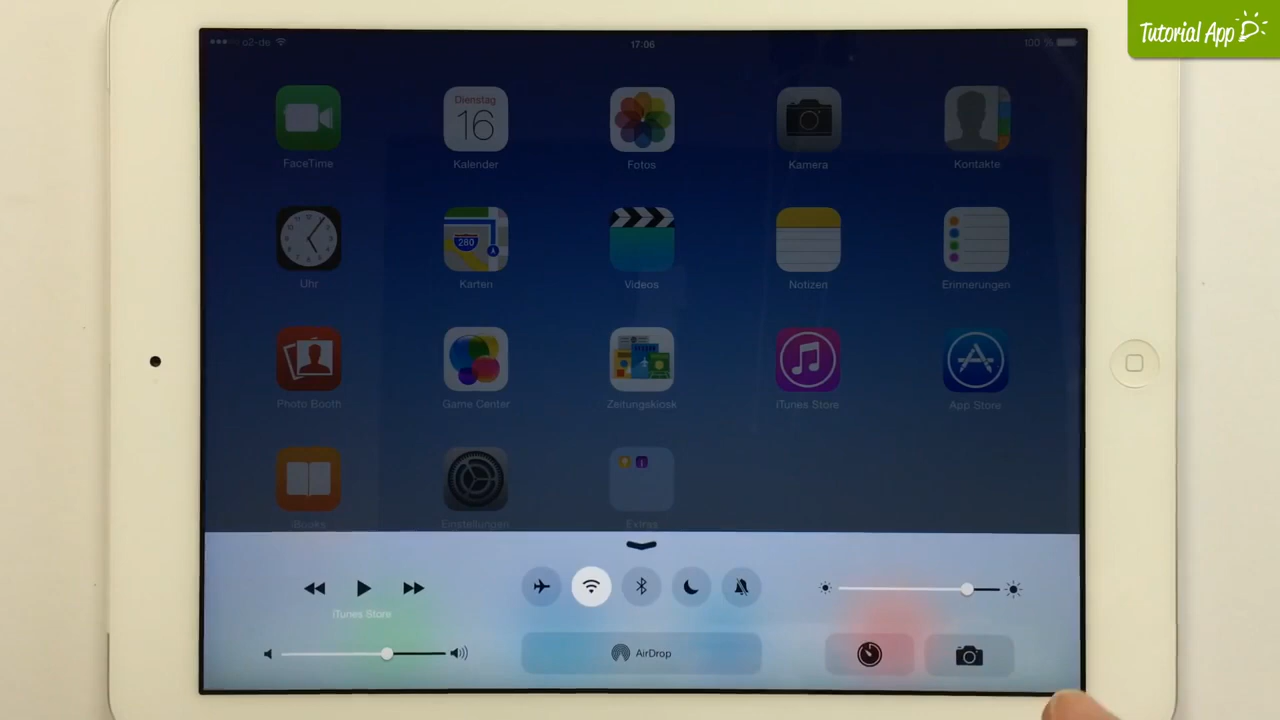 Tutorial App
o2-de
17:06
100 %
Dienstag
16
FaceTime
Kalender
Fotos
Kamera
Kontakte
280
Uhr
Karten
Videos
Notizen
Erinnerungen
Photo Booth
Game Center
Zeitungskiosk
iTunes Store
App Store
iBooks
Einstellungen
Extras
iTunes Store
AirDrop